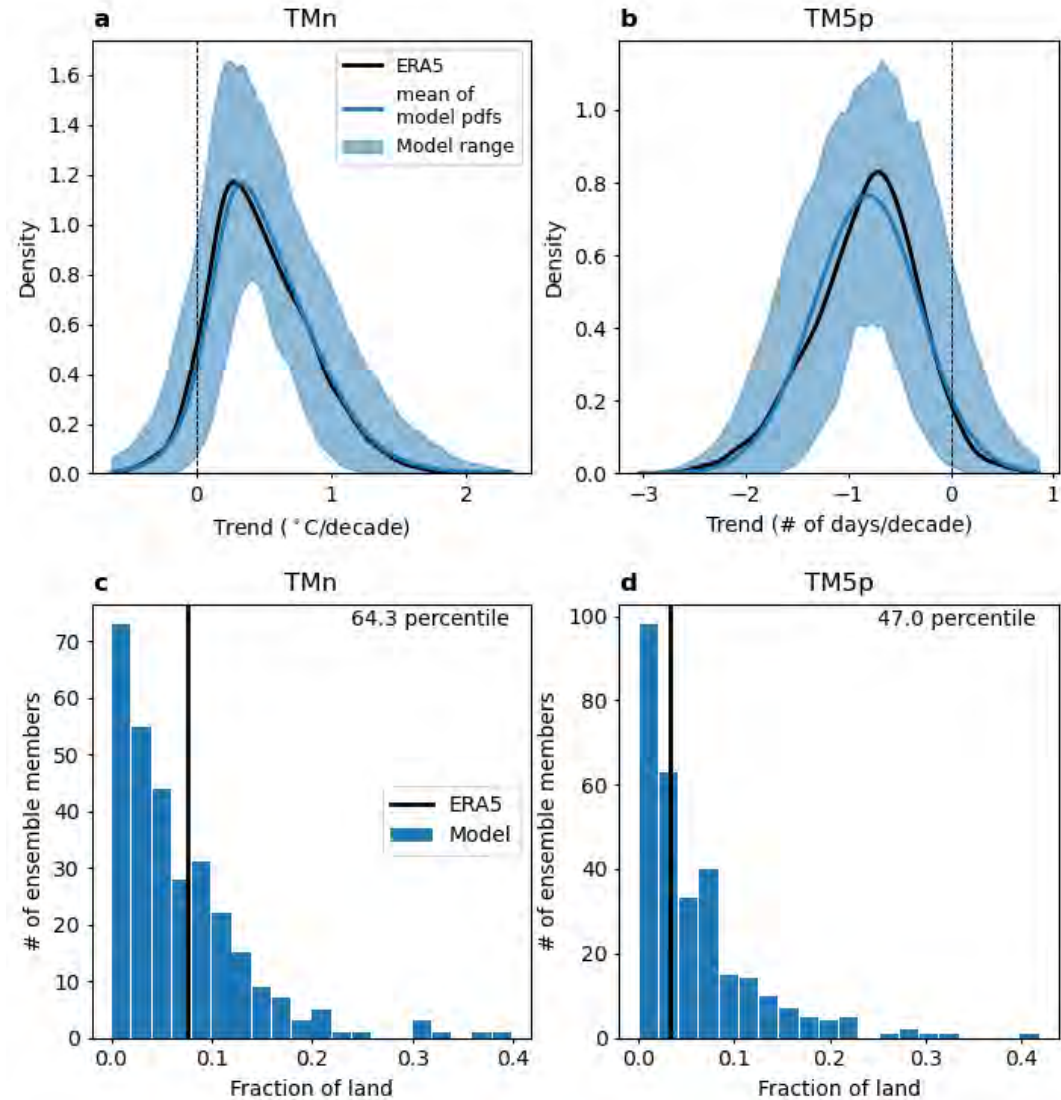 a
TMn
1.6
1.4
1.2
1.0
0.8
0.6
0.4
0.2
0.0
Density
ERA5
mean of
model pdfs
Model range
0
1
2
Trend (°C/decade)
b
TM5p
1.0
0.8
0.6
0.4
0.2
0.0
Density
−3
−2
−1
0
1
Trend (# of days/decade)
c
TMn
64.3 percentile
70
60
50
40
30
20
10
0
# of ensemble members
ERA5
Model
0.0
0.1
0.2
0.3
0.4
Fraction of land
d
TM5p
47.0 percentile
100
80
60
40
20
0
# of ensemble members
0.0
0.1
0.2
0.3
0.4
Fraction of land